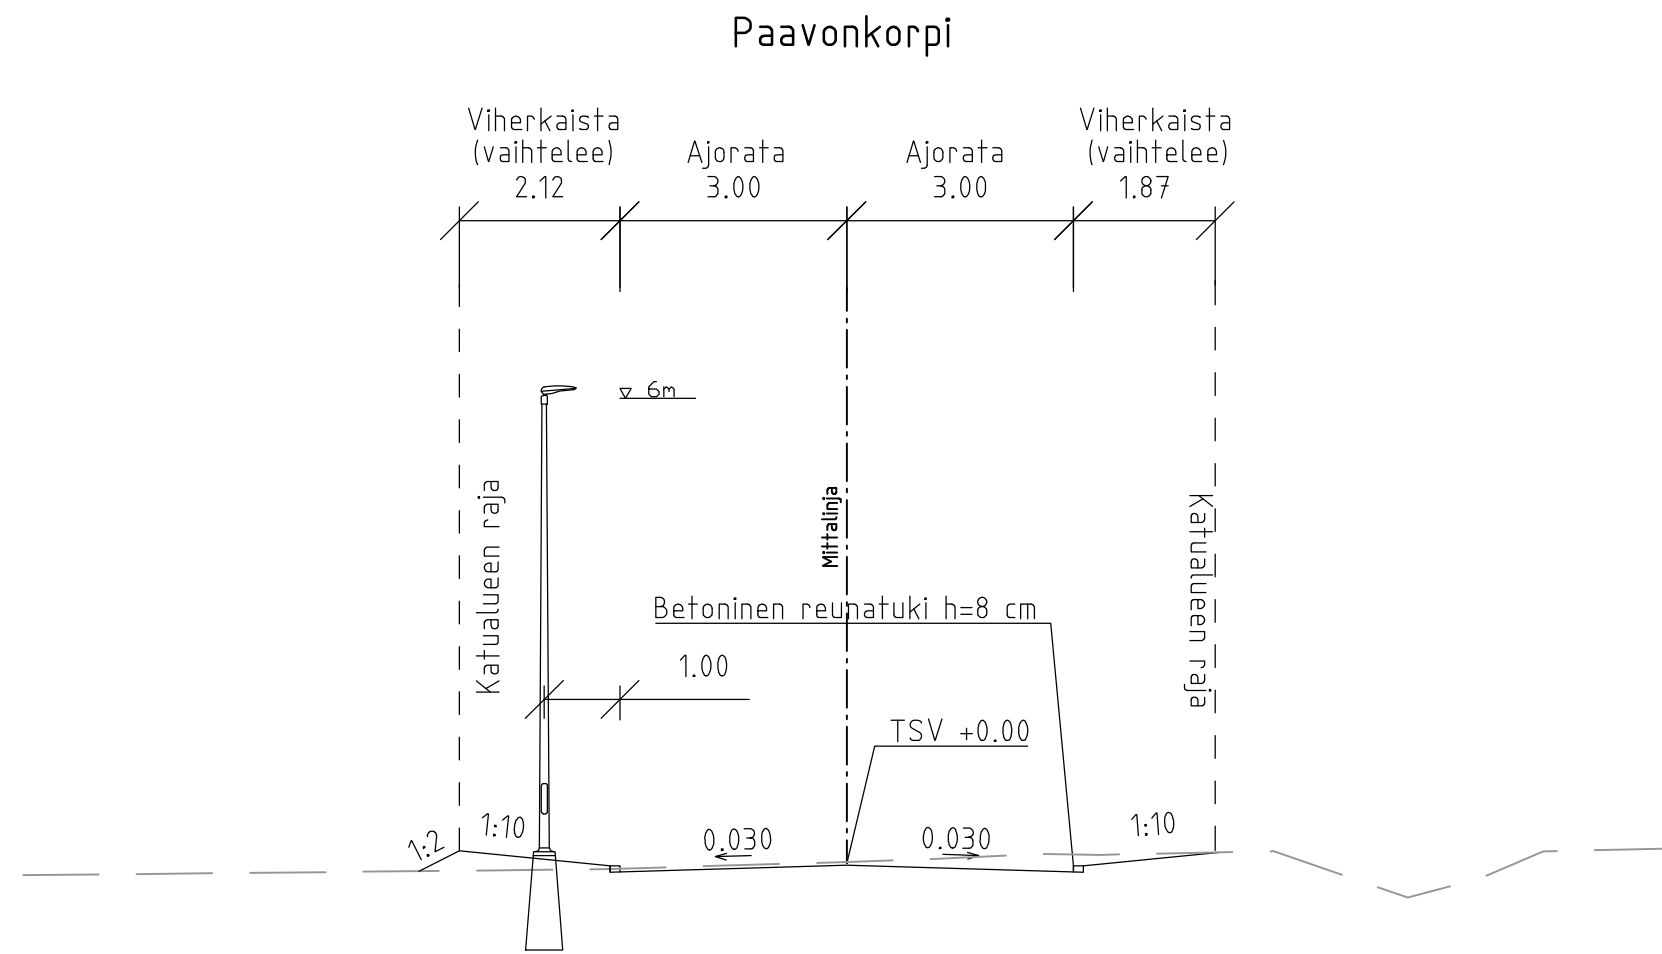 Paavonkorpi
Viherkaista
(vaihtelee)
2.12
Ajorata
3.00
Ajorata
3.00
Viherkaista
(vaihtelee)
1.87
6m
Katualueen raja
Mittalinja
Katualueen raja
Betoninen reunatuki h=8 cm
1.00
TSV +0.00
1:2
1:10
0.030
0.030
1:10